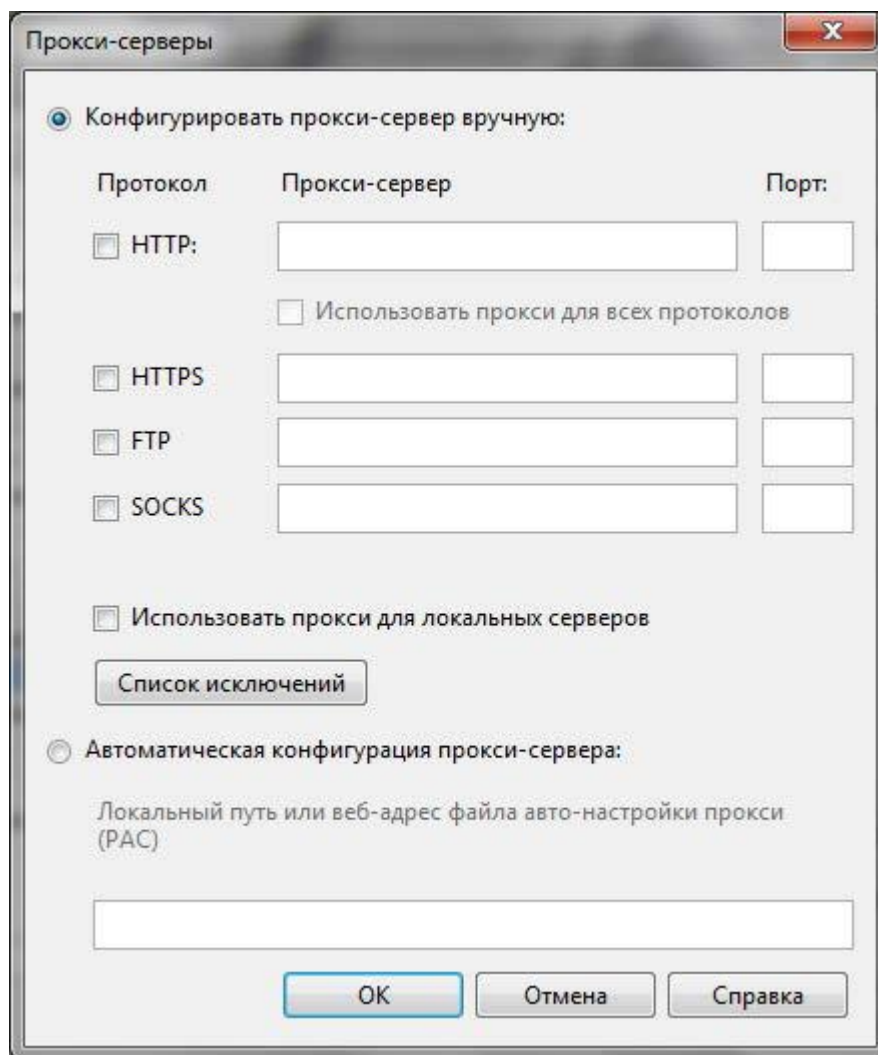 Прокси-серверы
Конфигурировать прокси-сервер вручную:
Протокол Прокси-сервер Порт:
HTTP:
Использовать прокси для всех протоколов
HTTPS
FTP
SOCKS
Использовать прокси для локальных серверов
Список исключений
Автоматическая конфигурация прокси-сервера:
Локальный путь или веб-адрес файла авто-настройки прокси
(PAC)
OK Отмена Справка